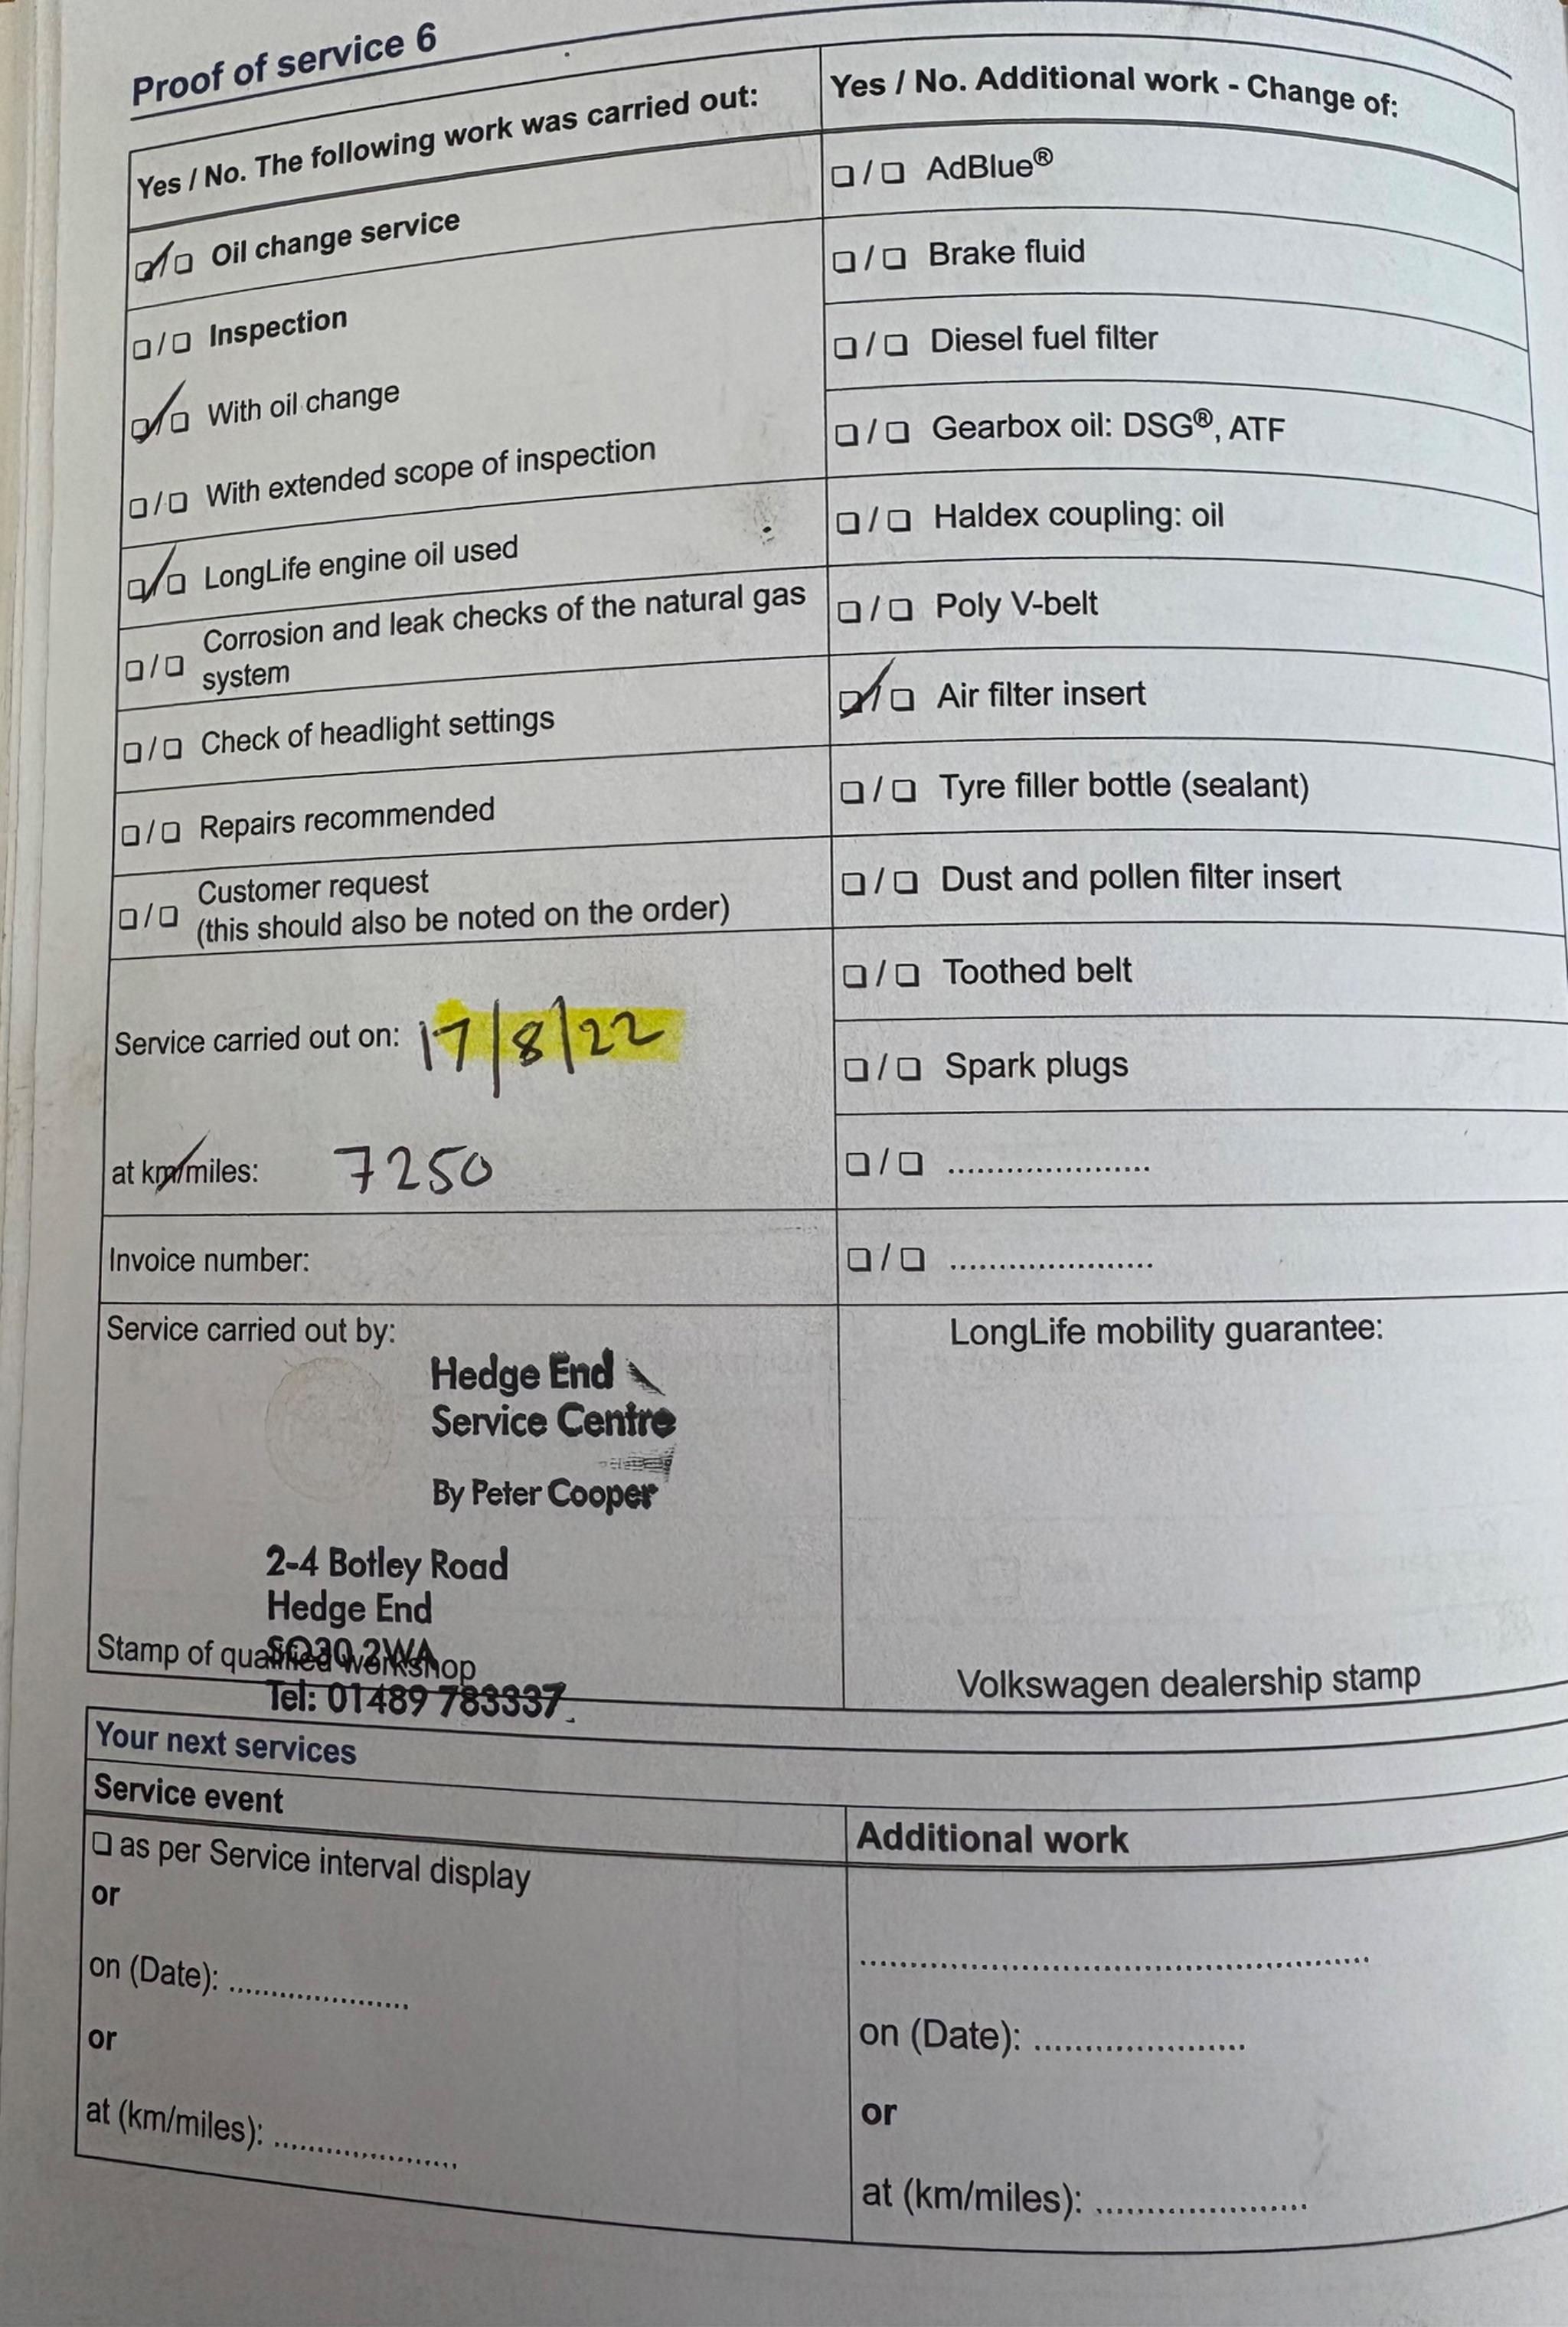 Proof of service 6
Yes / No. The following work was carried out:
Oil change service
Inspection
With oil change
With extended scope of inspection
LongLife engine oil used
Corrosion and leak checks of the natural gas
system
Check of headlight settings
Repairs recommended
Customer request
(this should also be noted on the order)
Service carried out on: 17/8/22
at km/miles: 7250
Invoice number:
Service carried out by:
Hedge End
Service Centre
By Peter Cooper
2-4 Botley Road
Hedge End
SO30 2WA
Stamp of qualified workshop
Tel: 01489 783337
Yes / No. Additional work - Change of:
AdBlue®
Brake fluid
Diesel fuel filter
Gearbox oil: DSG®, ATF
Haldex coupling: oil
Poly V-belt
Air filter insert
Tyre filler bottle (sealant)
Dust and pollen filter insert
Toothed belt
Spark plugs
LongLife mobility guarantee:
Volkswagen dealership stamp
Your next services
Service event
as per Service interval display
or
on (Date): ....................
or
at (km/miles): ....................
Additional work
on (Date): ....................
or
at (km/miles): ....................